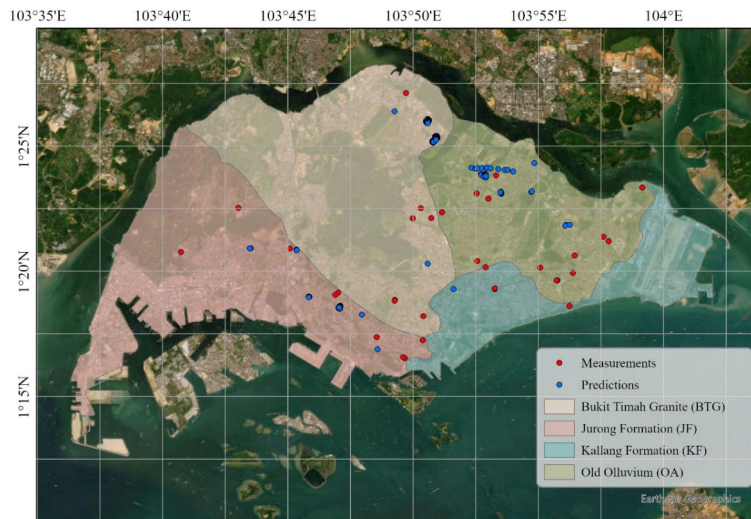 103°35'E 103°40'E 103°45'E 103°50'E 103°55'E 104°E
1°25'N
1°20'N
1°15'N
Measurements
Predictions
Bukit Timah Granite (BTG)
Jurong Formation (JF)
Kallang Formation (KF)
Old Olluvium (OA)
Earthstar Geographics